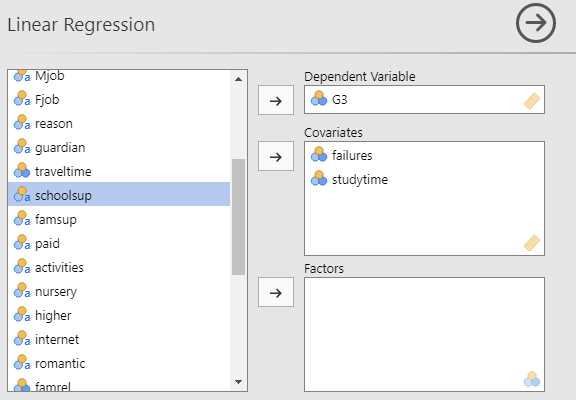 Linear Regression
Mjob
Fjob
reason
guardian
traveltime
schoolsup
famsup
paid
activities
nursery
higher
internet
romantic
famrel
Dependent Variable
G3
Covariates
failures
studytime
Factors